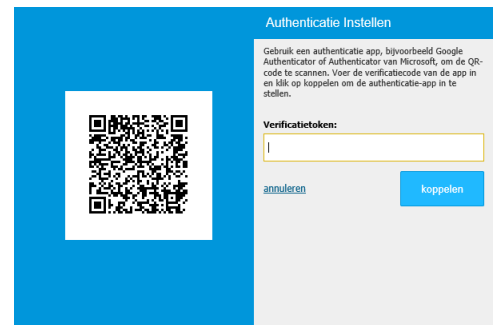 Authenticatie Instellen
Gebruik een authenticatie app, bijvoorbeeld Google
Authenticator of Authenticator van Microsoft, om de QR-
code te scannen. Voer de verificatiecode van de app in
en klik op koppelen om de authenticatie-app in te
stellen.
Verificatietoken:
annuleren
koppelen